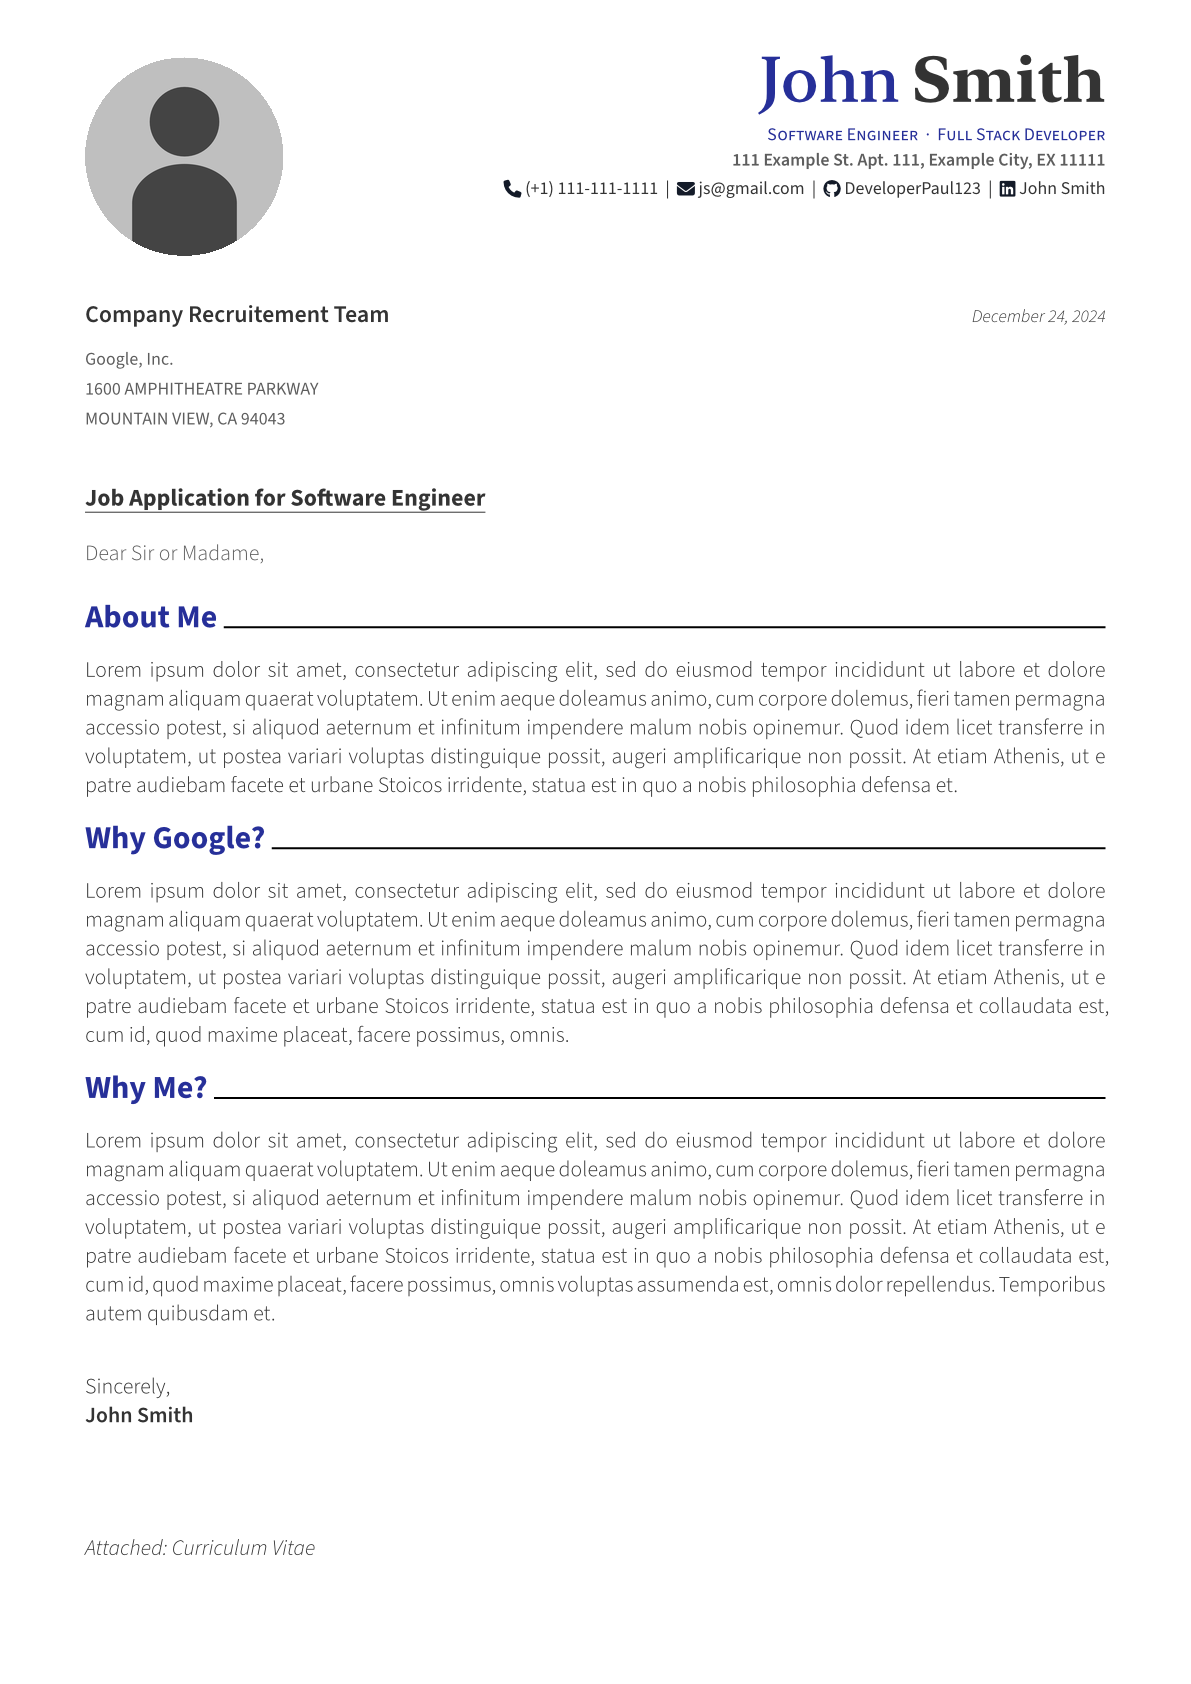 John Smith
Software Engineer · Full Stack Developer
111 Example St. Apt. 111, Example City, EX 11111
(+1) 111-111-1111 | js@gmail.com | DeveloperPaul123 | John Smith
Company Recruitement Team
December 24, 2024
Google, Inc.
1600 AMPHITHEATRE PARKWAY
MOUNTAIN VIEW, CA 94043
Job Application for Software Engineer
Dear Sir or Madame,
About Me
Lorem ipsum dolor sit amet, consectetur adipiscing elit, sed do eiusmod tempor incididunt ut labore et dolore
magnam aliquam quaerat voluptatem. Ut enim aeque doleamus animo, cum corpore dolemus, fieri tamen permagna
accessio potest, si aliquod aeternum et infinitum impendere malum nobis opinemur. Quod idem licet transferre in
voluptatem, ut postea variari voluptas distinguique possit, augeri amplificarique non possit. At etiam Athenis, ut e
patre audiebam facete et urbane Stoicos irridente, statua est in quo a nobis philosophia defensa et.
Why Google?
Lorem ipsum dolor sit amet, consectetur adipiscing elit, sed do eiusmod tempor incididunt ut labore et dolore
magnam aliquam quaerat voluptatem. Ut enim aeque doleamus animo, cum corpore dolemus, fieri tamen permagna
accessio potest, si aliquod aeternum et infinitum impendere malum nobis opinemur. Quod idem licet transferre in
voluptatem, ut postea variari voluptas distinguique possit, augeri amplificarique non possit. At etiam Athenis, ut e
patre audiebam facete et urbane Stoicos irridente, statua est in quo a nobis philosophia defensa et collaudata est,
cum id, quod maxime placeat, facere possimus, omnis.
Why Me?
Lorem ipsum dolor sit amet, consectetur adipiscing elit, sed do eiusmod tempor incididunt ut labore et dolore
magnam aliquam quaerat voluptatem. Ut enim aeque doleamus animo, cum corpore dolemus, fieri tamen permagna
accessio potest, si aliquod aeternum et infinitum impendere malum nobis opinemur. Quod idem licet transferre in
voluptatem, ut postea variari voluptas distinguique possit, augeri amplificarique non possit. At etiam Athenis, ut e
patre audiebam facete et urbane Stoicos irridente, statua est in quo a nobis philosophia defensa et collaudata est,
cum id, quod maxime placeat, facere possimus, omnis voluptas assumenda est, omnis dolor repellendus. Temporibus
autem quibusdam et.
Sincerely,
John Smith
Attached: Curriculum Vitae